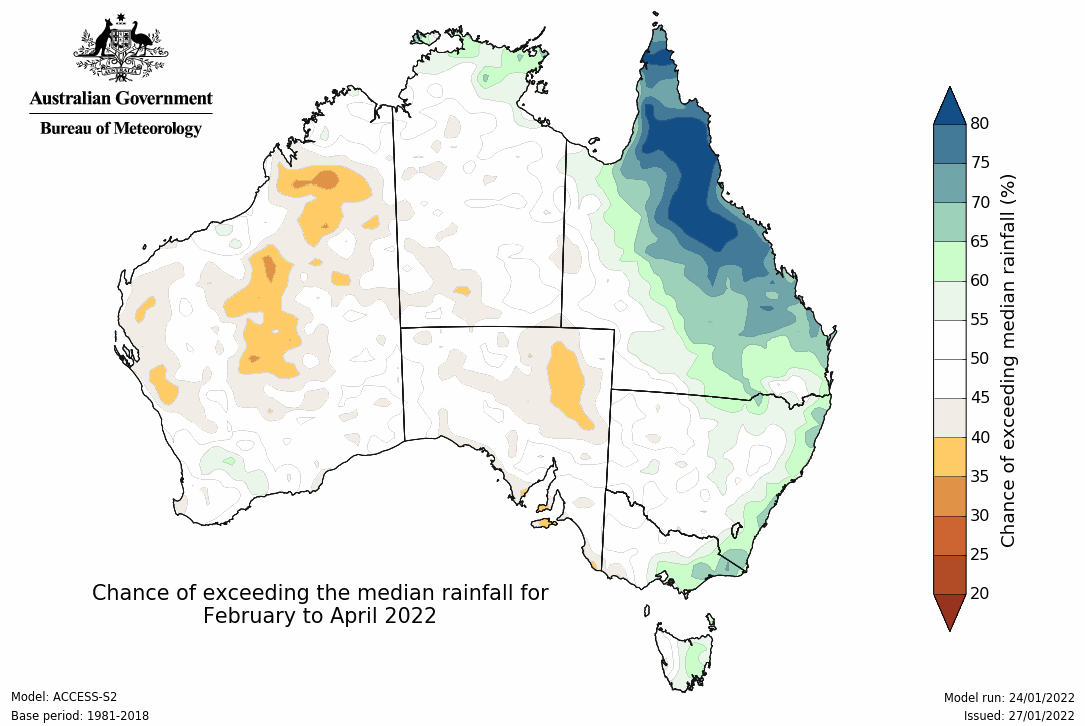 Australian Government
Bureau of Meteorology
80
75
70
65
60
55
50
45
40
35
30
25
20
Chance of exceeding median rainfall (%)
Chance of exceeding the median rainfall for
February to April 2022
Model: ACCESS-S2
Base period: 1981-2018
Model run: 24/01/2022
Issued: 27/01/2022